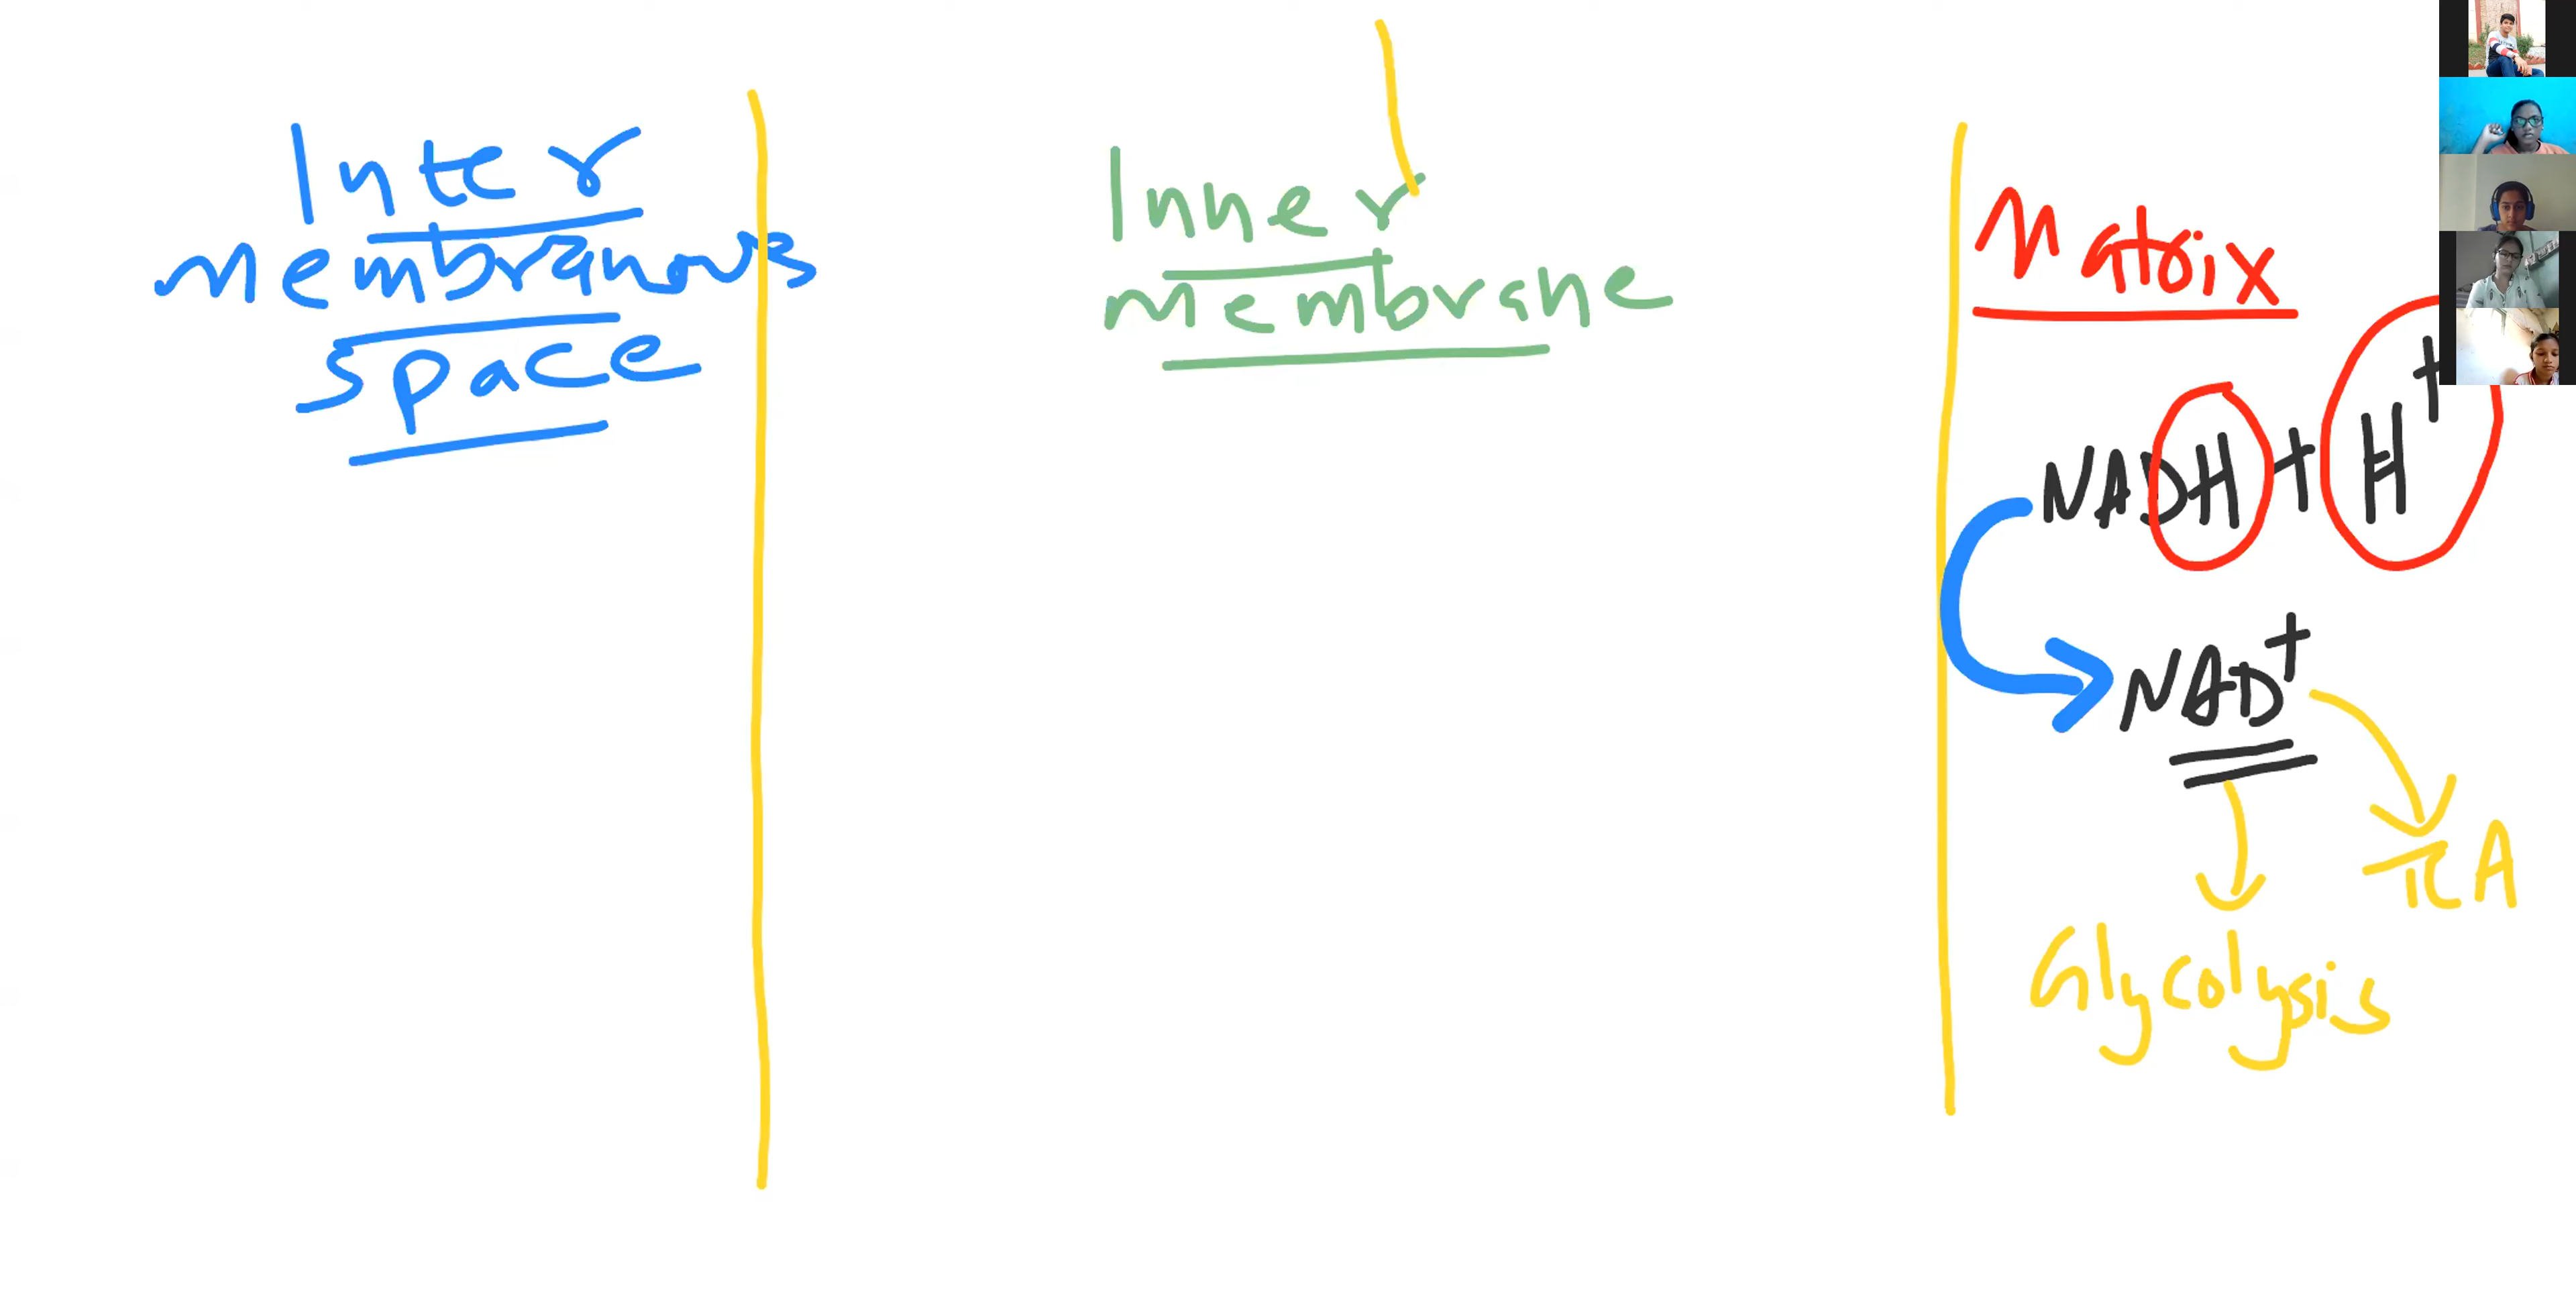 Inter
membranous
space
Inner
membrane
Matrix
NADH + H+
NAD+
TCA
Glycolysis